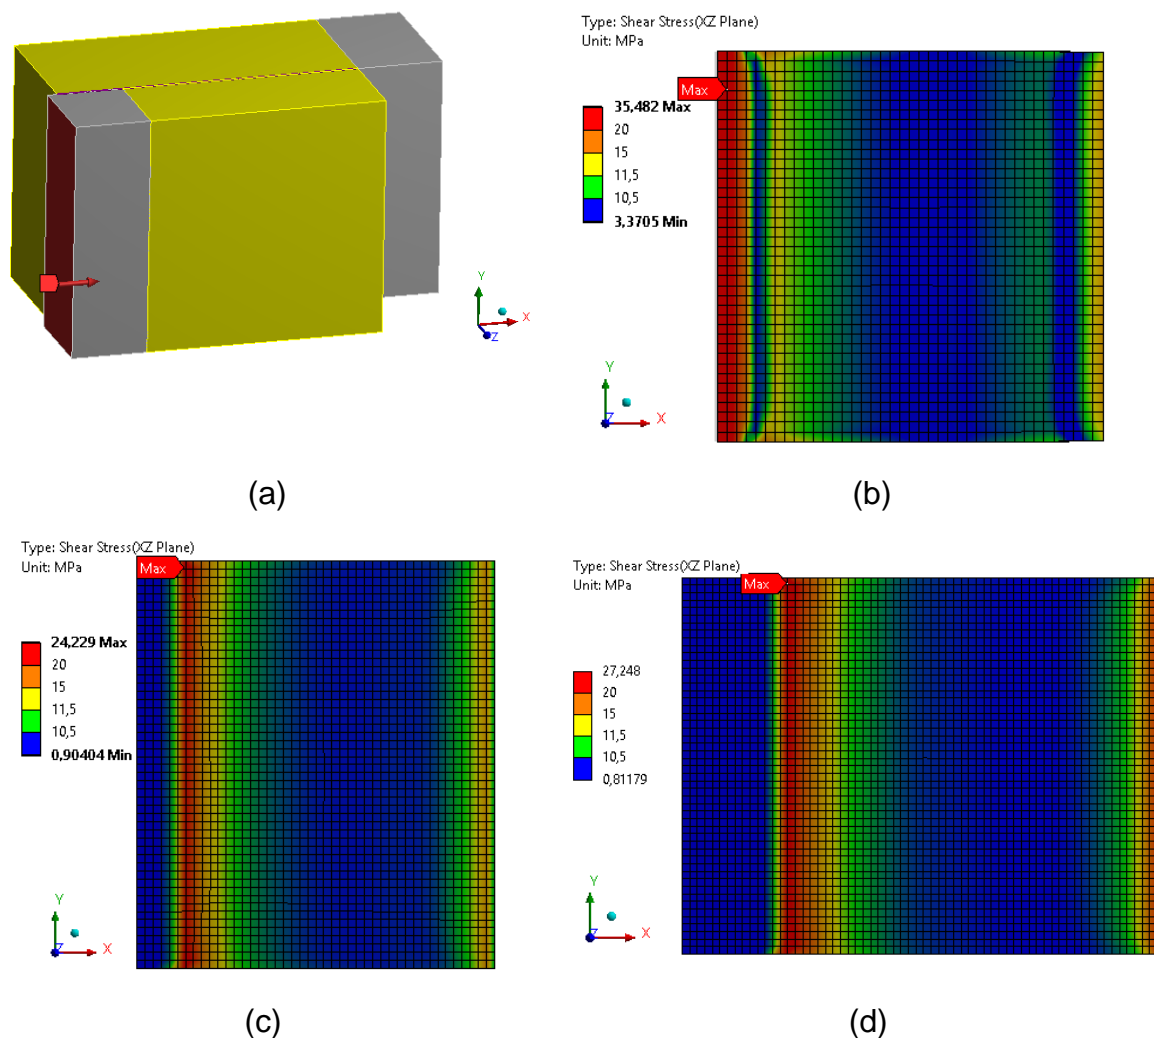 Y
X
Z
(a)
Type: Shear Stress(XZ Plane)
Unit: MPa
Max
35,482 Max
20
15
11,5
10,5
3,3705 Min
Y
Z
X
(b)
Type: Shear Stress(XZ Plane)
Unit: MPa
Max
24,229 Max
20
15
11,5
10,5
0,90404 Min
Y
Z
X
(c)
Type: Shear Stress(XZ Plane)
Unit: MPa
Max
27,248
20
15
11,5
10,5
0,81179
Y
Z
X
(d)